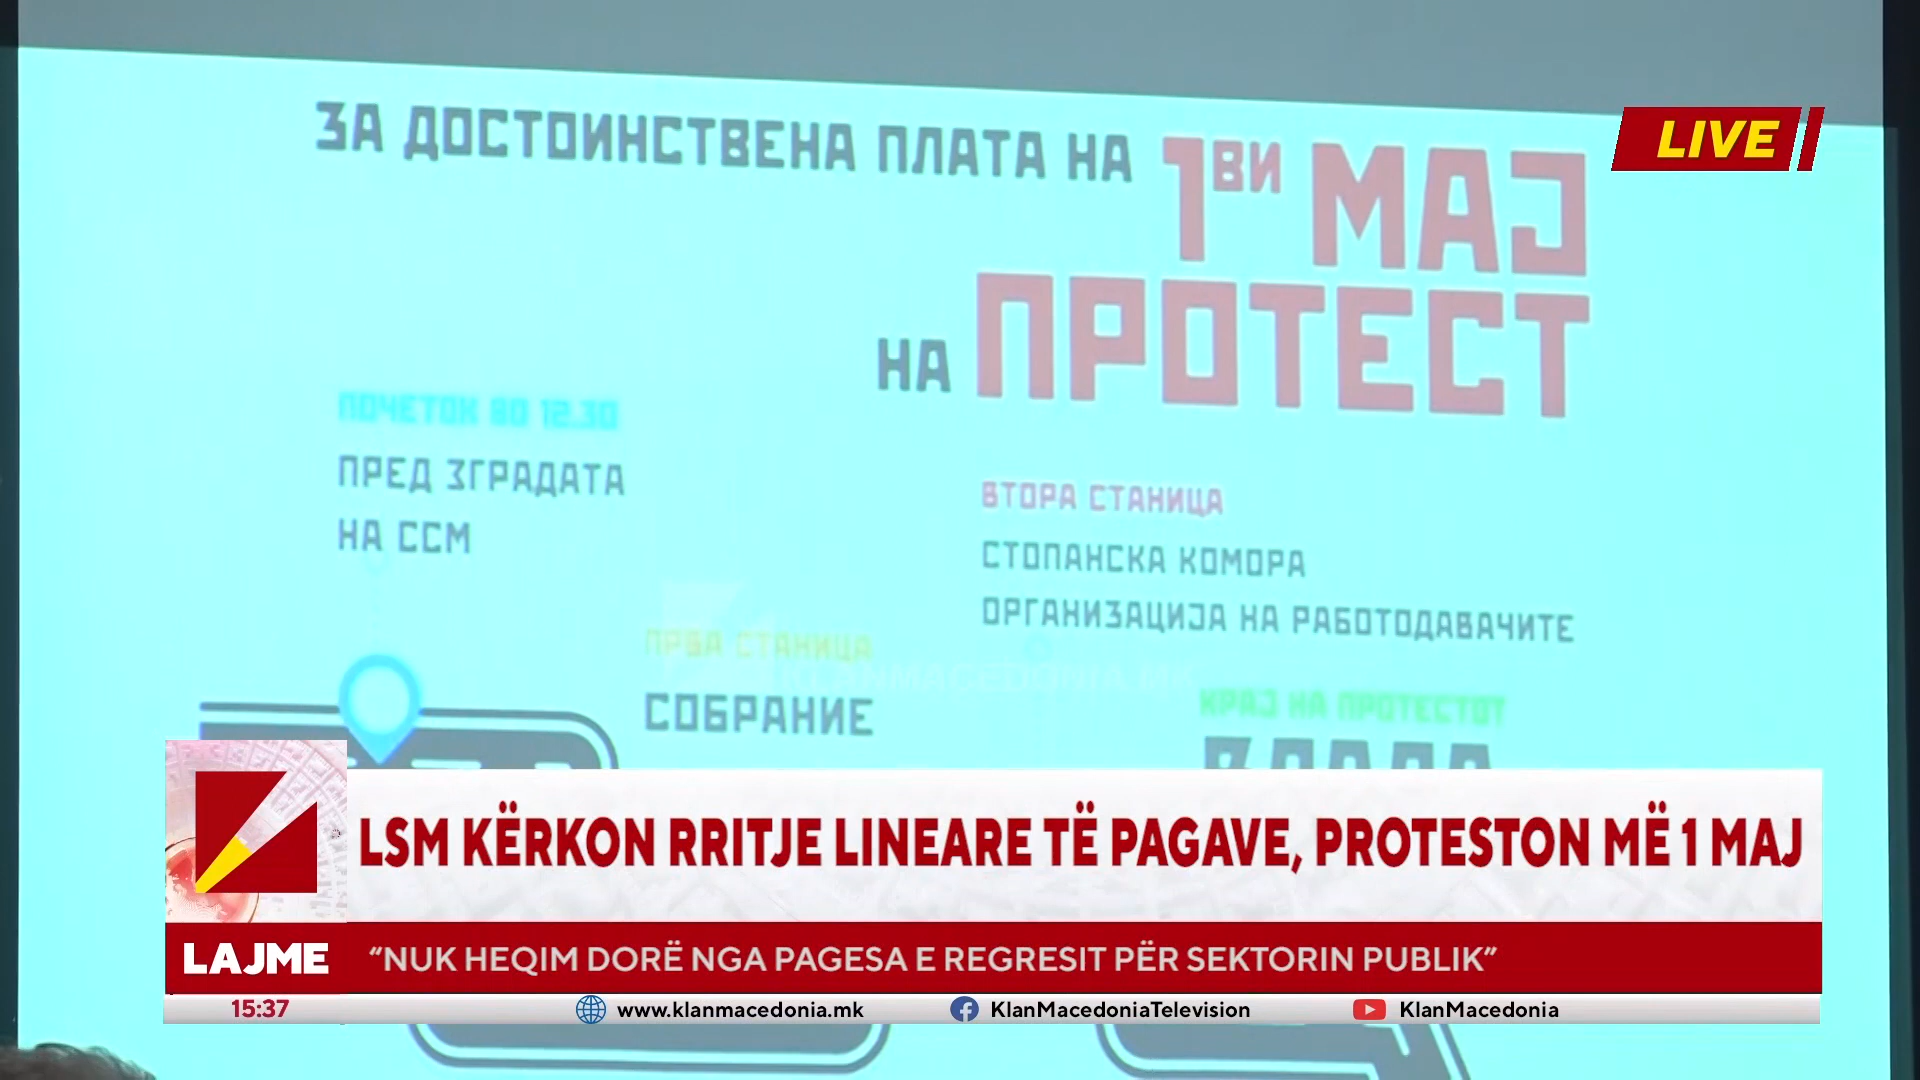 ЗА ДОСТОИНСТВЕНА ПЛАТА НА 1ВИ МАЈ
НА ПРОТЕСТ
LIVE
ПОЧЕТОК ВО 12.30
ПРЕД ЗГРАДАТА
НА ССМ
ВТОРА СТАНИЦА
СТОПАНСКА КОМОРА
ОРГАНИЗАЦИЈА НА РАБОТОДАВАЧИТЕ
ПРВА СТАНИЦА
СОБРАНИЕ
KLANMACEDONIA.MK
КРАЈ НА ПРОТЕСТОТ
ВЛАДА
LSM KËRKON RRITJE LINEARE TË PAGAVE, PROTESTON MË 1 MAJ
LAJME
“NUK HEQIM DORË NGA PAGESA E REGRESIT PËR SEKTORIN PUBLIK”
15:37
www.klanmacedonia.mk
KlanMacedoniaTelevision
KlanMacedonia